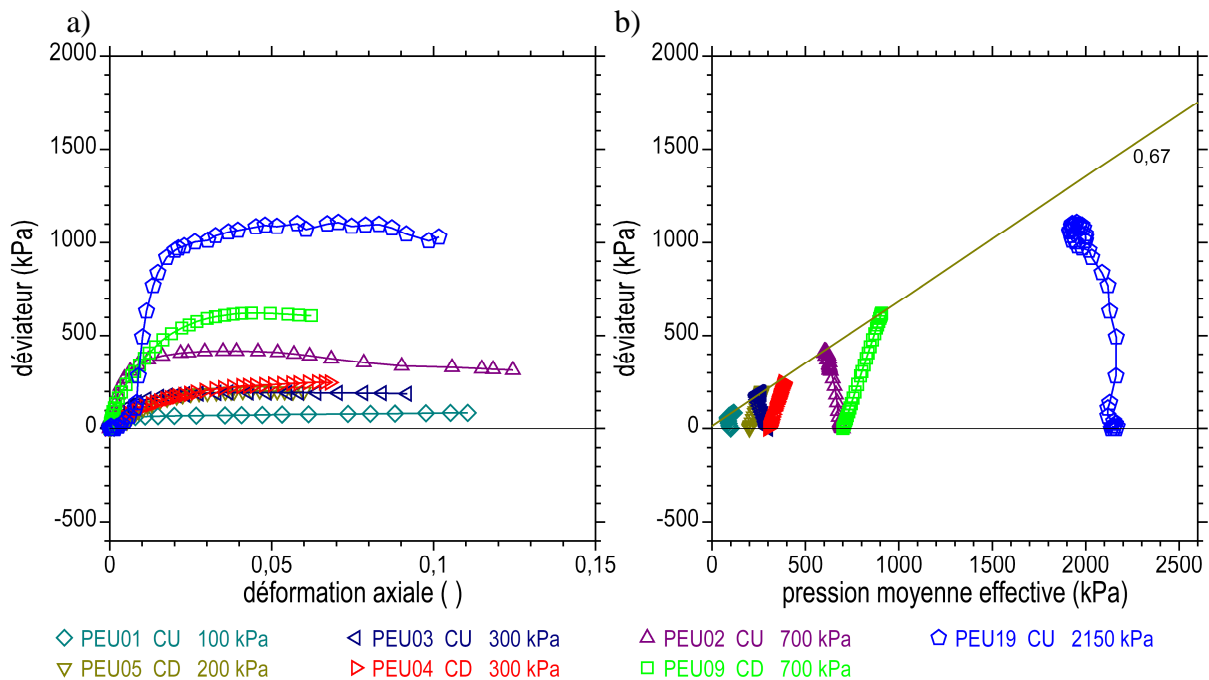 a)
b)
2000
1500
1000
500
0
-500
déviateur (kPa)
0
0,05
0,1
0,15
déformation axiale ( )
2000
1500
1000
500
0
-500
déviateur (kPa)
0,67
0
500
1000
1500
2000
2500
pression moyenne effective (kPa)
PEU01 CU 100 kPa
PEU03 CU 300 kPa
PEU02 CU 700 kPa
PEU19 CU 2150 kPa
PEU05 CD 200 kPa
PEU04 CD 300 kPa
PEU09 CD 700 kPa